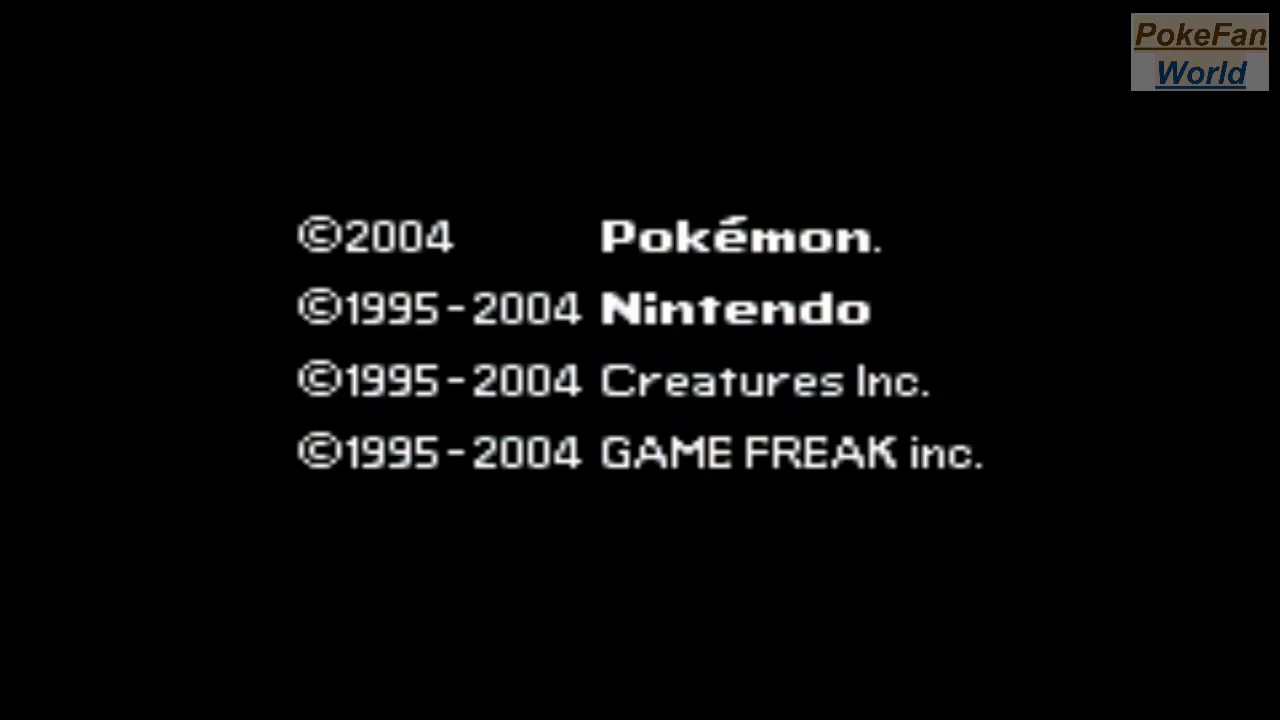 PokeFan
World
©2004 Pokémon.
©1995-2004 Nintendo
©1995-2004 Creatures Inc.
©1995-2004 GAME FREAK inc.